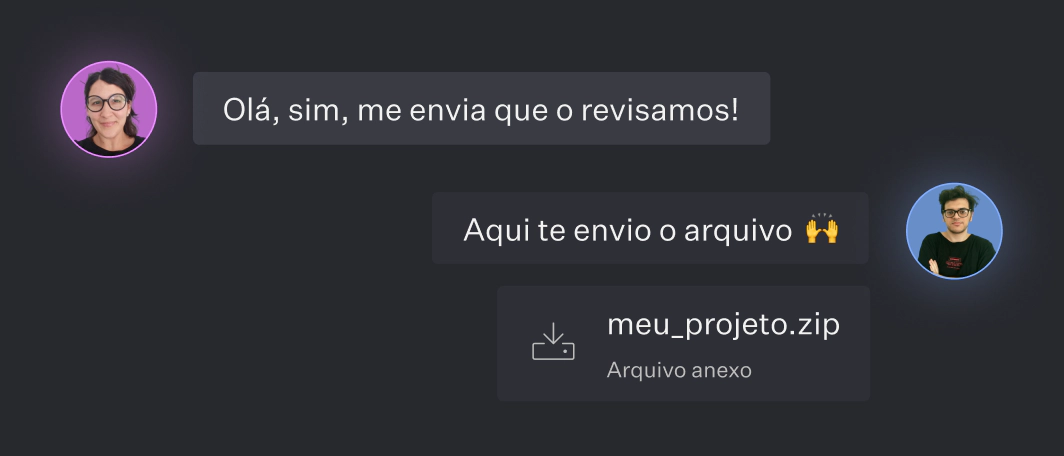 Olá, sim, me envia que o revisamos!
Aqui te envio o arquivo 🙌
meu_projeto.zip
Arquivo anexo